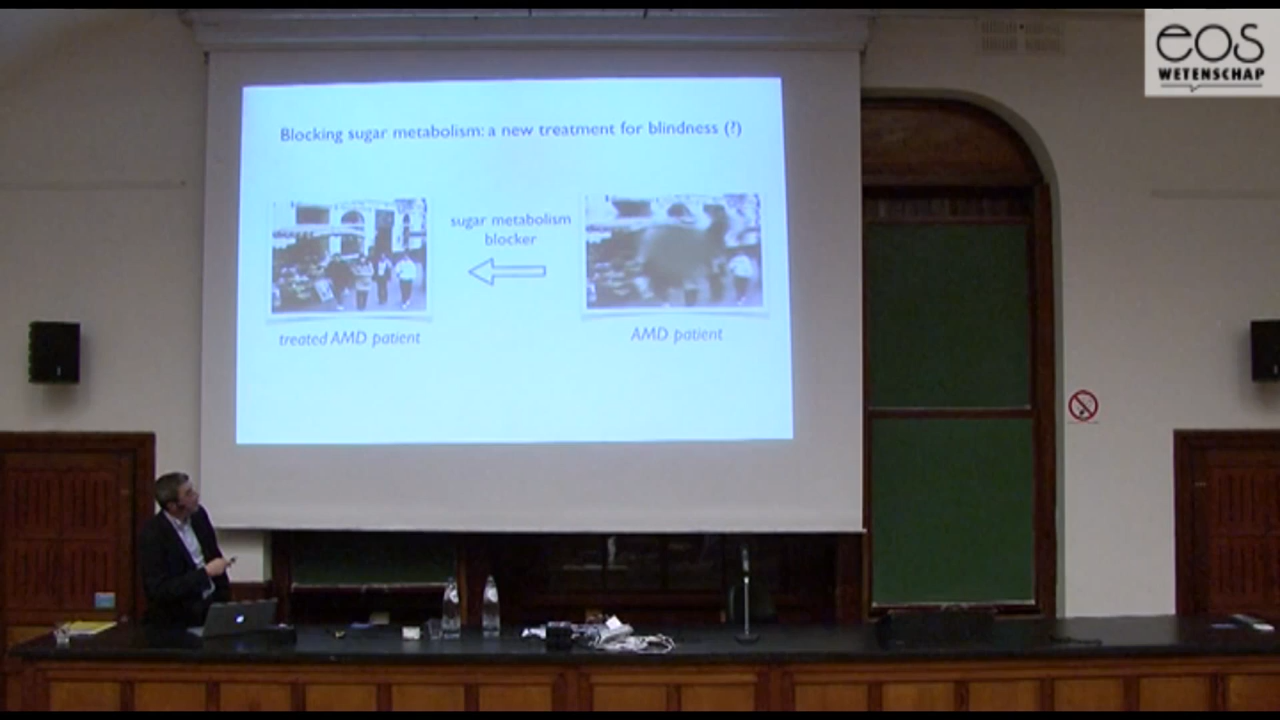 eos
WETENSCHAP
Blocking sugar metabolism: a new treatment for blindness (?)
sugar metabolism
blocker
treated AMD patient
AMD patient